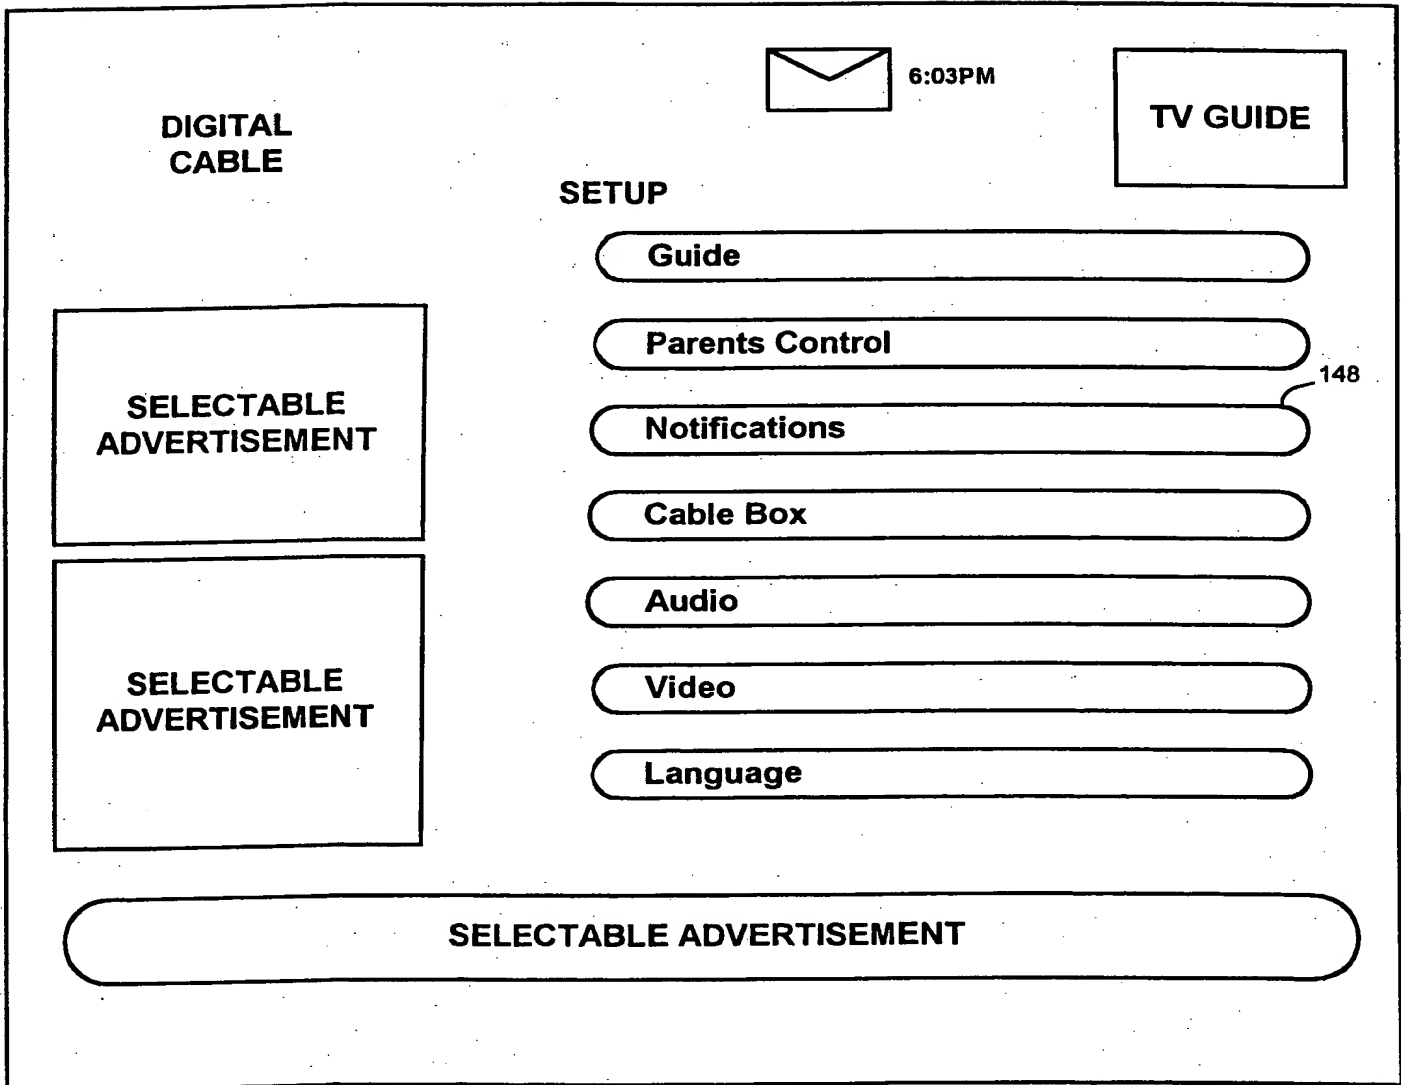 DIGITAL
CABLE
6:03PM
TV GUIDE
SETUP
Guide
Parents Control
148
Notifications
Cable Box
Audio
Video
Language
SELECTABLE
ADVERTISEMENT
SELECTABLE
ADVERTISEMENT
SELECTABLE ADVERTISEMENT